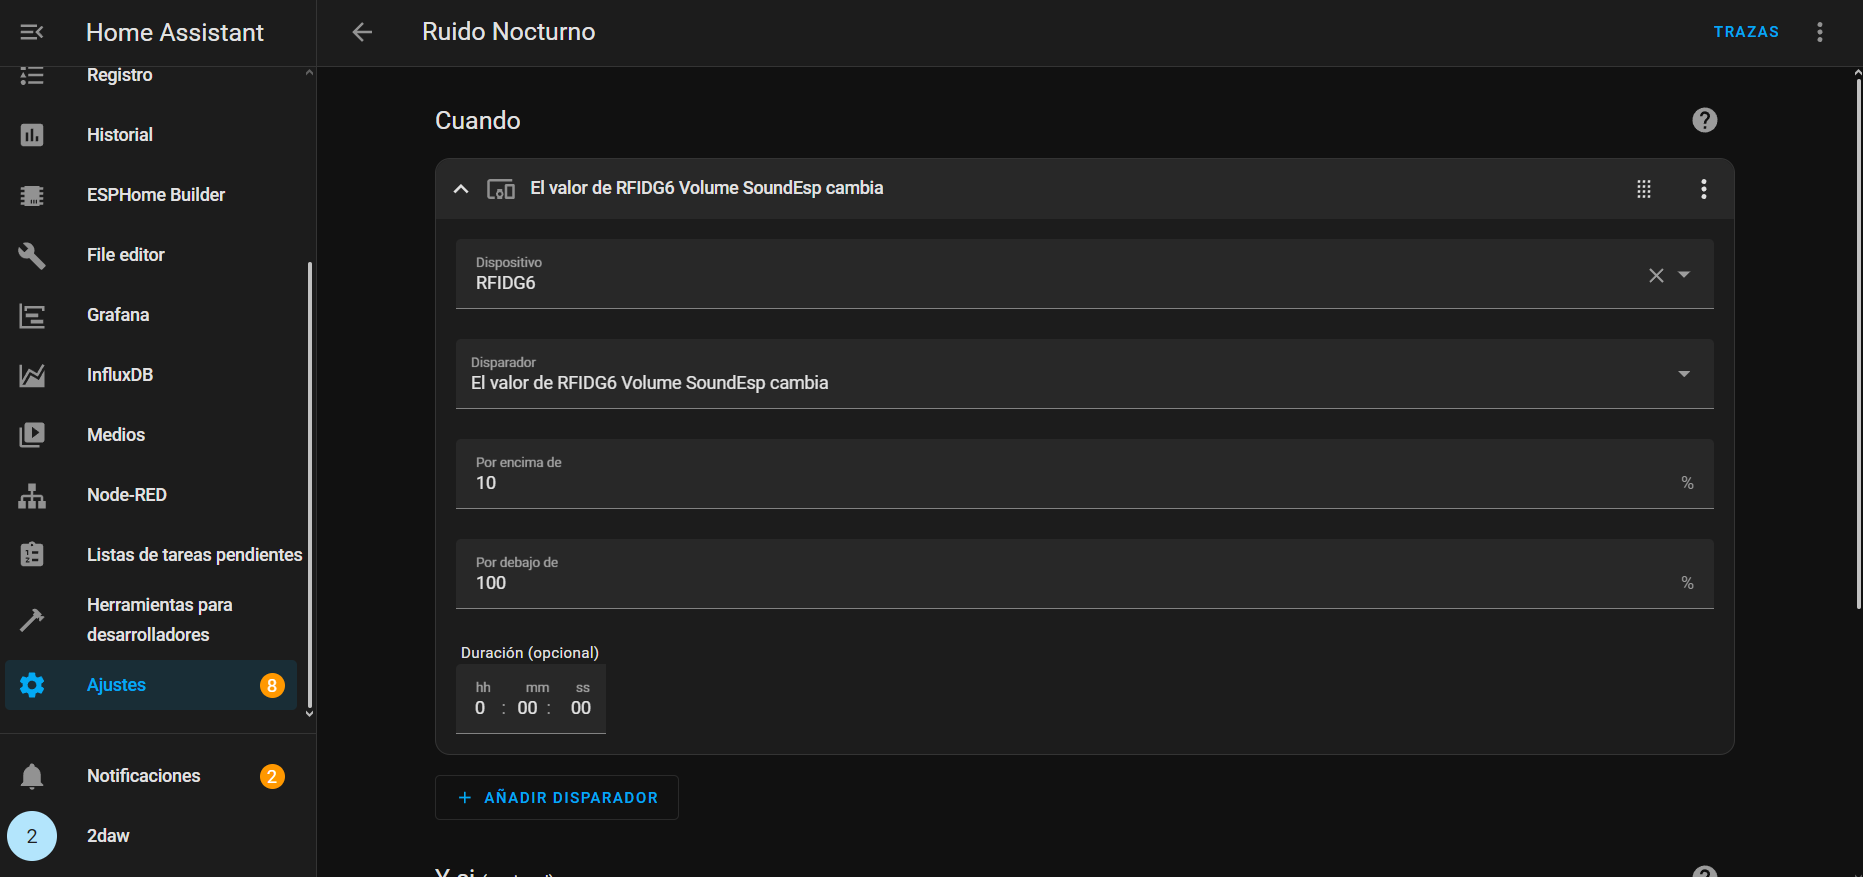 Home Assistant
Registro
Historial
ESPHome Builder
File editor
Grafana
InfluxDB
Medios
Node-RED
Listas de tareas pendientes
Herramientas para
desarrolladores
Ajustes
8
Notificaciones
2
2
2daw
Ruido Nocturno
TRAZAS
Cuando
El valor de RFIDG6 Volume SoundEsp cambia
Dispositivo
RFIDG6
Disparador
El valor de RFIDG6 Volume SoundEsp cambia
Por encima de
10 %
Por debajo de
100 %
Duración (opcional)
hh mm ss
0 : 00 : 00
+ AÑADIR DISPARADOR
Y si